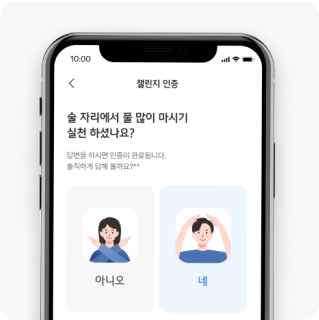 10:00
챌린지 인증
술 자리에서 물 많이 마시기
실천 하셨나요?
답변을 하시면 인증이 완료됩니다.
솔직하게 답해 볼까요?^^
아니오
네